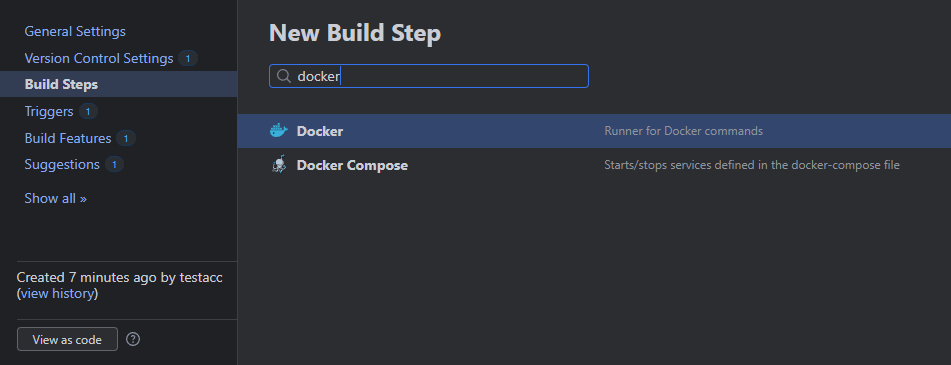 General Settings
Version Control Settings 1
Build Steps
Triggers 1
Build Features 1
Suggestions 1
Show all »
Created 7 minutes ago by testacc
(view history)
View as code ?
New Build Step
docker
Docker Runner for Docker commands
Docker Compose Starts/stops services defined in the docker-compose file